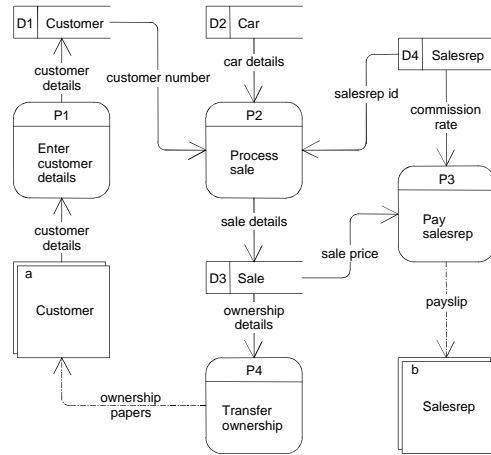 D1 Customer
D2 Car
D4 Salesrep
customer
details
customer number
car details
salesrep id
commission
rate
P1
Enter
customer
details
P2
Process
sale
P3
Pay
salesrep
customer
details
sale details
sale price
a
Customer
D3 Sale
ownership
details
payslip
P4
Transfer
ownership
ownership
papers
b
Salesrep